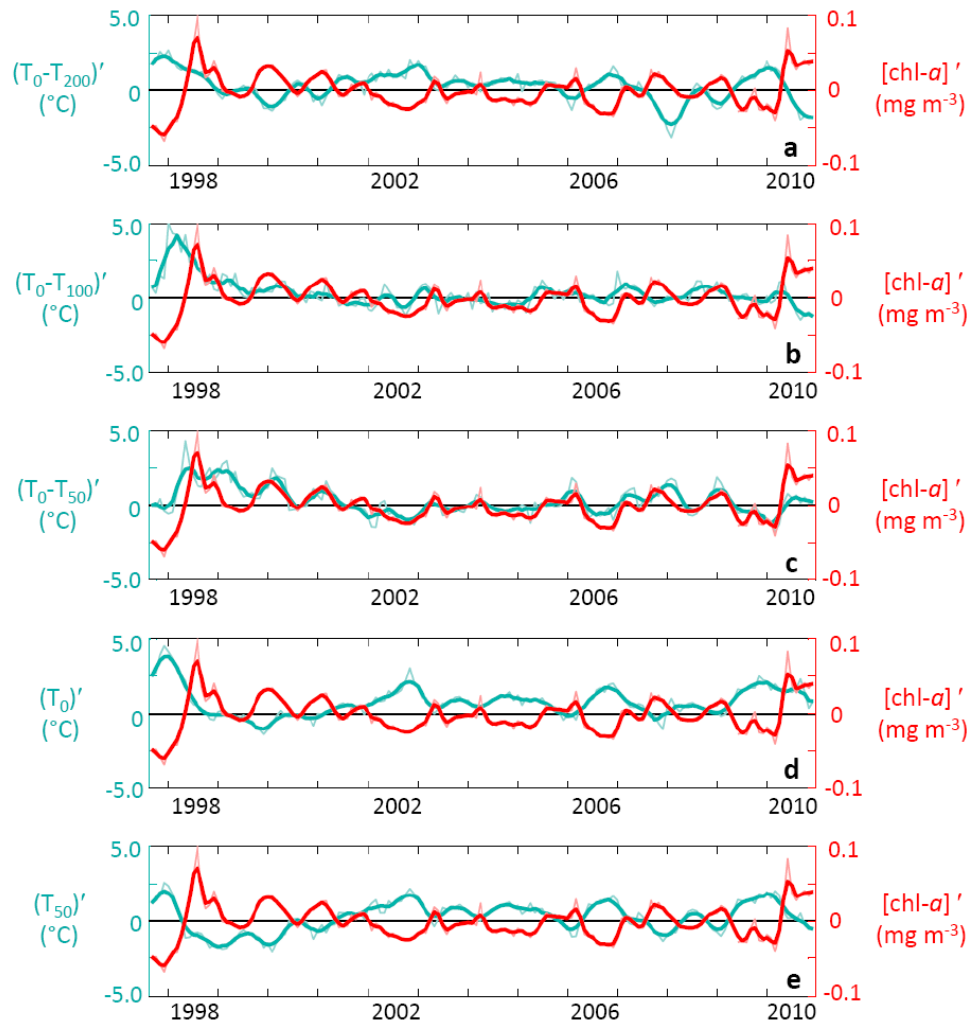 5.0 0.1
(T₀-T₂₀₀)′ [chl-a] ′
(°C) 0 0 (mg m⁻³)
-5.0 a -0.1
1998 2002 2006 2010
5.0 0.1
(T₀-T₁₀₀)′ [chl-a] ′
(°C) 0 0 (mg m⁻³)
-5.0 b -0.1
1998 2002 2006 2010
5.0 0.1
(T₀-T₅₀)′ [chl-a] ′
(°C) 0 0 (mg m⁻³)
-5.0 c -0.1
1998 2002 2006 2010
5.0 0.1
(T₀)′ [chl-a] ′
(°C) 0 0 (mg m⁻³)
-5.0 d -0.1
1998 2002 2006 2010
5.0 0.1
(T₅₀)′ [chl-a] ′
(°C) 0 0 (mg m⁻³)
-5.0 e -0.1
1998 2002 2006 2010